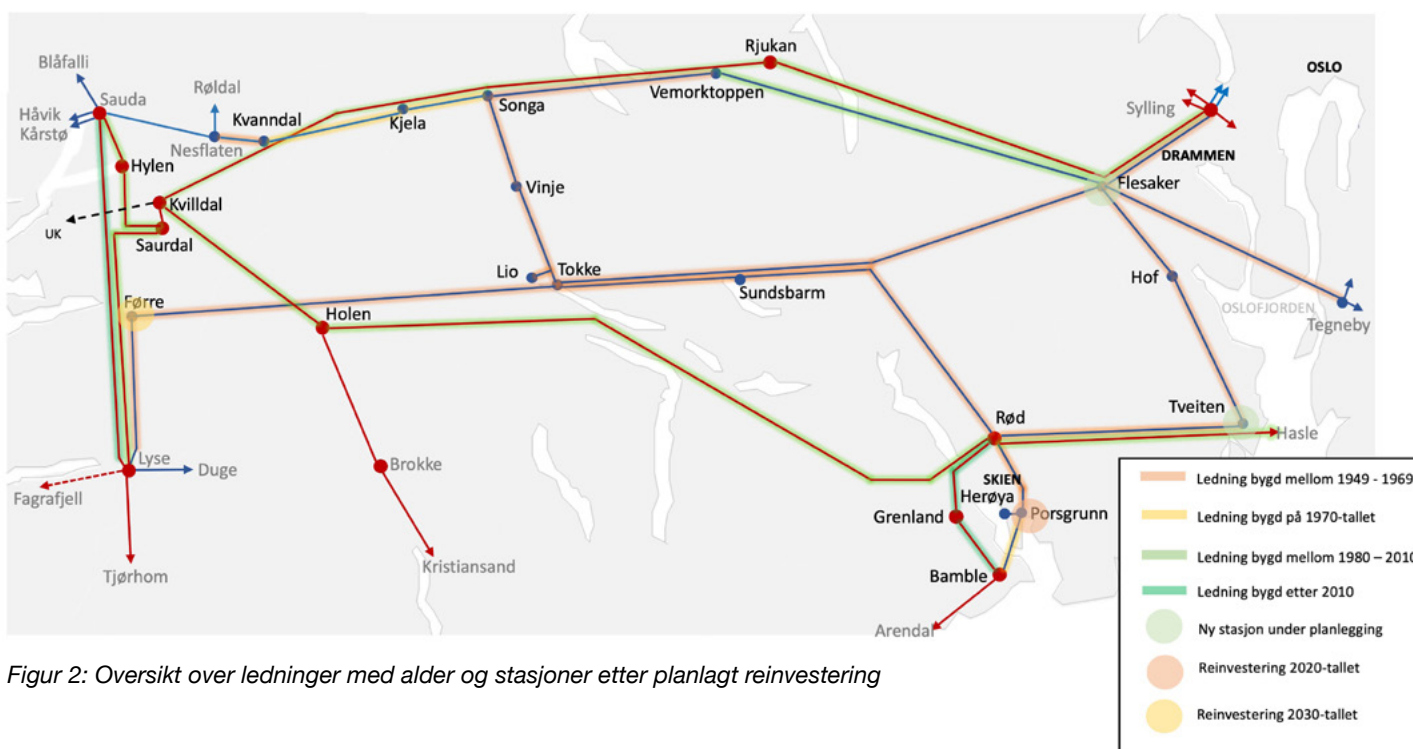 Rjukan
Blåfalli
OSLO
Røldal
Vemorktoppen
Sauda
Songa
Sylling
Håvik
Kvanndal
Kjela
Kårstø
Nesflaten
DRAMMEN
Hylen
Flesaker
Vinje
Kvilldal
UK
Saurdal
Lio
Tokke
Hof
Sundsbarm
Førre
OSLOFJORDEN
Holen
Tegneby
Tveiten
Rød
Hasle
Lyse
Duge
Brokke
SKIEN
Fagrafjell
Herøya
Grenland
Porsgrunn
Kristiansand
Tjørhom
Bamble
Arendal
Ledning bygd mellom 1949 - 1969
Ledning bygd på 1970-tallet
Ledning bygd mellom 1980 – 2010
Ledning bygd etter 2010
Ny stasjon under planlegging
Reinvestering 2020-tallet
Reinvestering 2030-tallet
Figur 2: Oversikt over ledninger med alder og stasjoner etter planlagt reinvestering